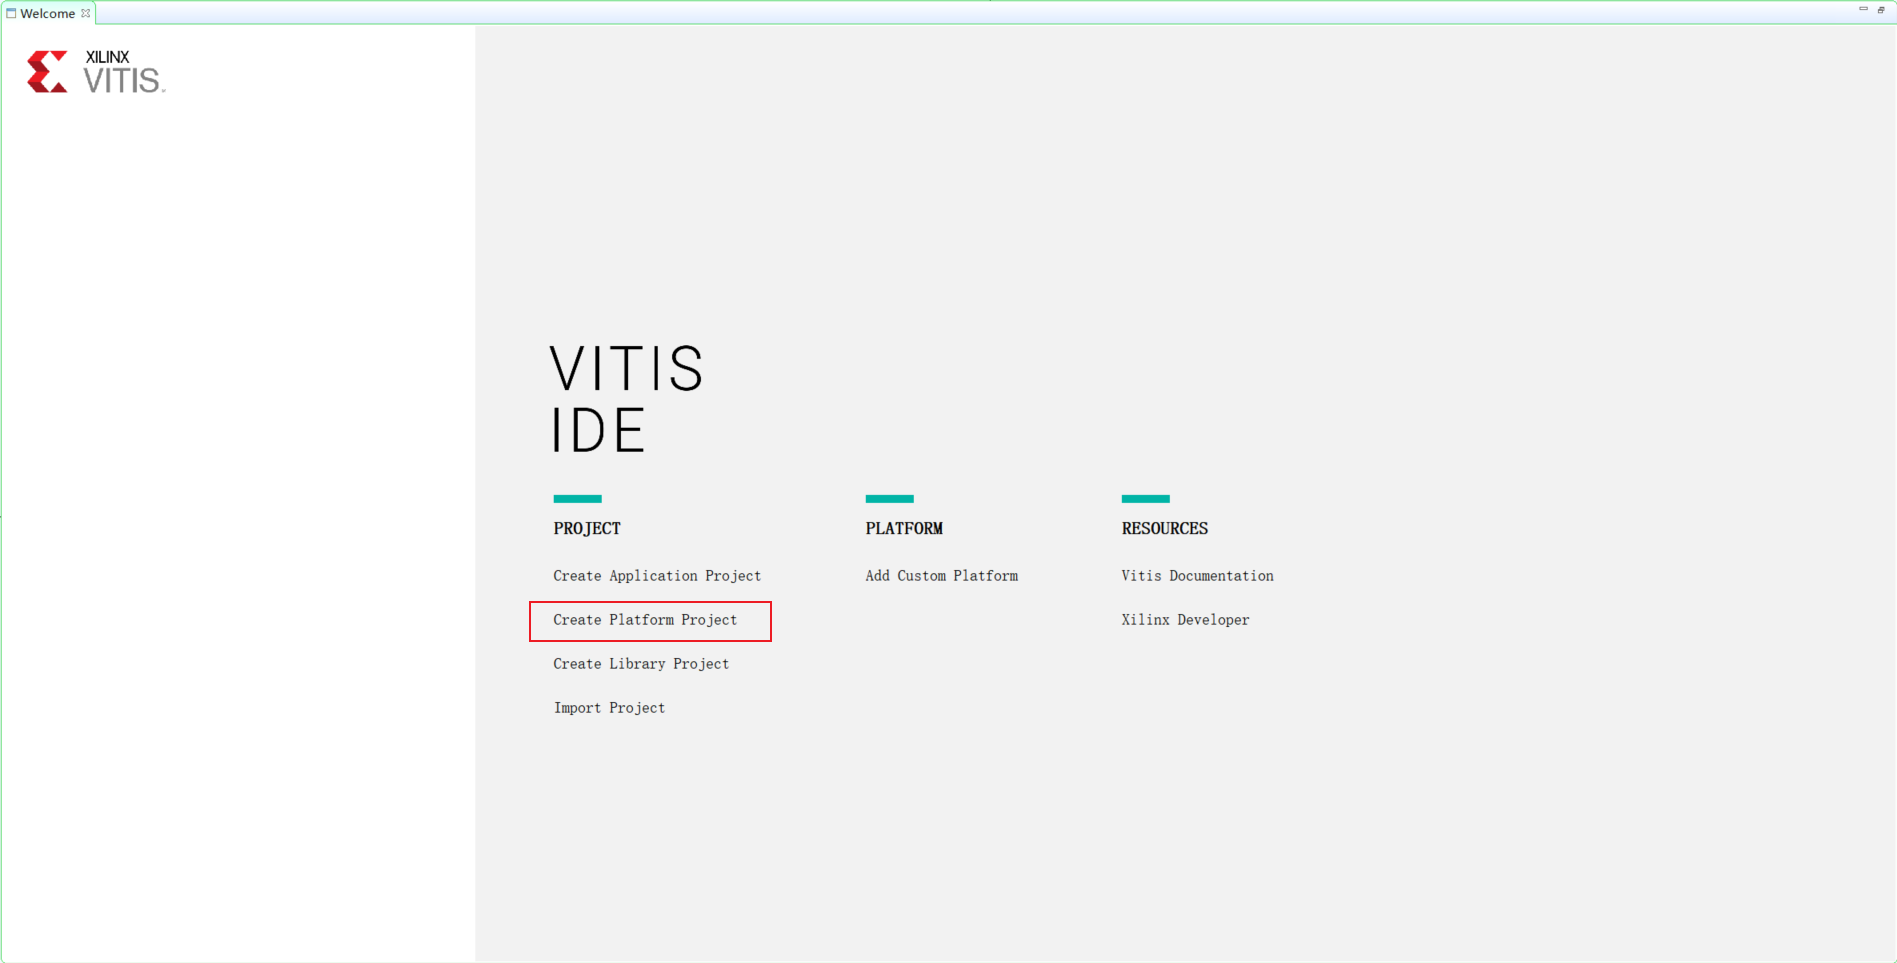 Welcome
XILINX
VITIS
VITIS
IDE
PROJECT
Create Application Project
Create Platform Project
Create Library Project
Import Project
PLATFORM
Add Custom Platform
RESOURCES
Vitis Documentation
Xilinx Developer